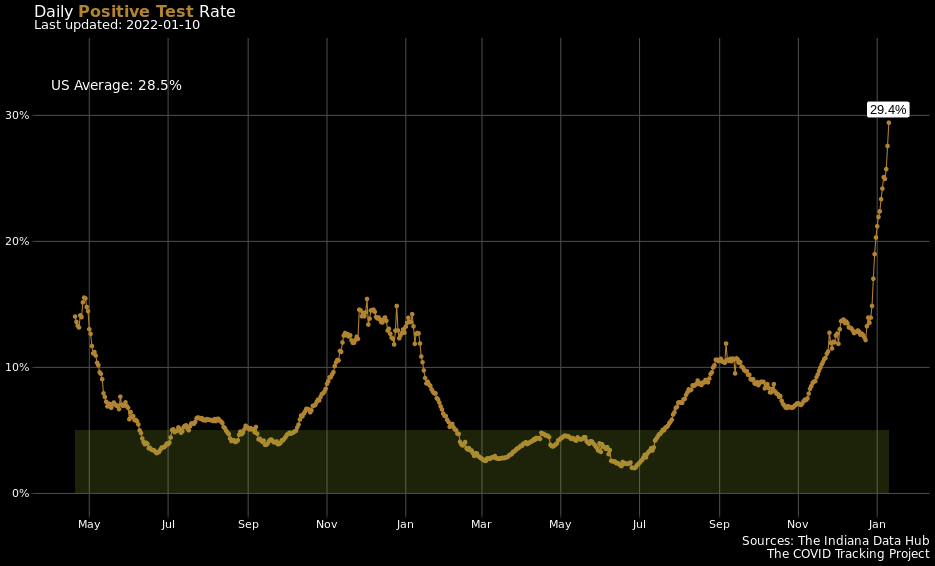 Daily Positive Test Rate
Last updated: 2022-01-10
US Average: 28.5%
29.4%
30%
20%
10%
0%
May Jul Sep Nov Jan Mar May Jul Sep Nov Jan
Sources: The Indiana Data Hub
The COVID Tracking Project